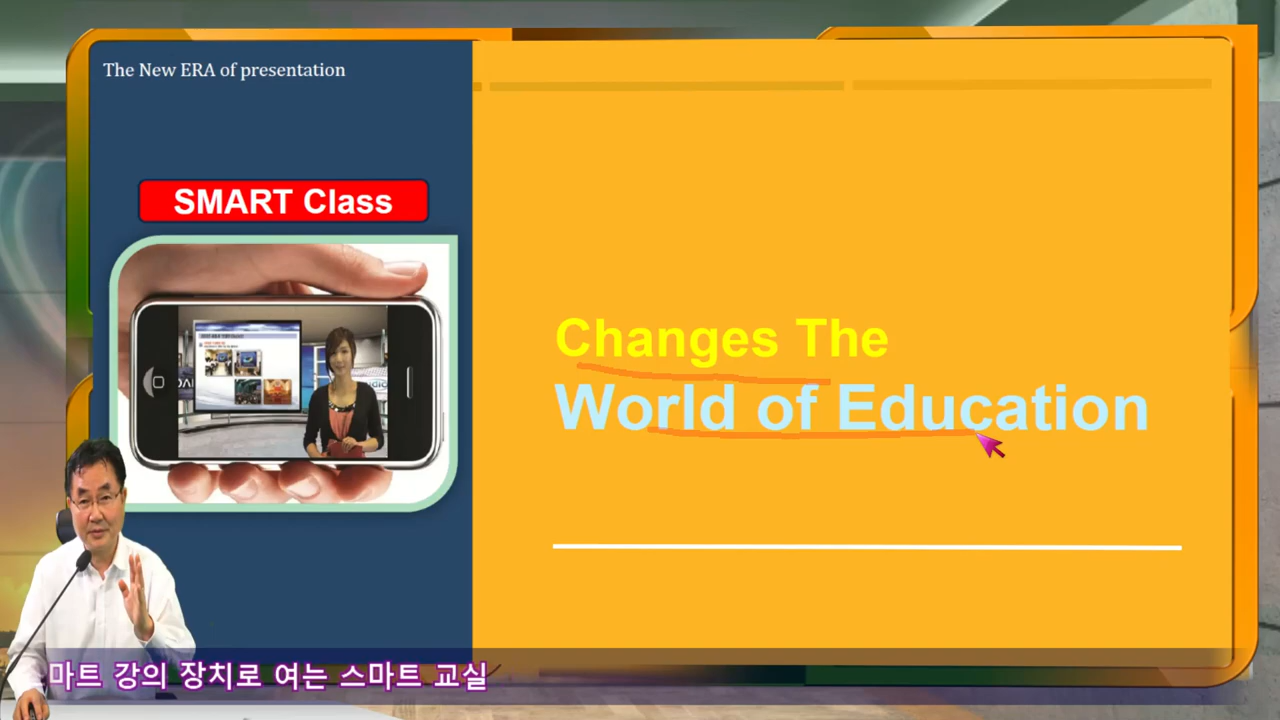 The New ERA of presentation
SMART Class
Changes The
World of Education
마트 강의 장치로 여는 스마트 교실